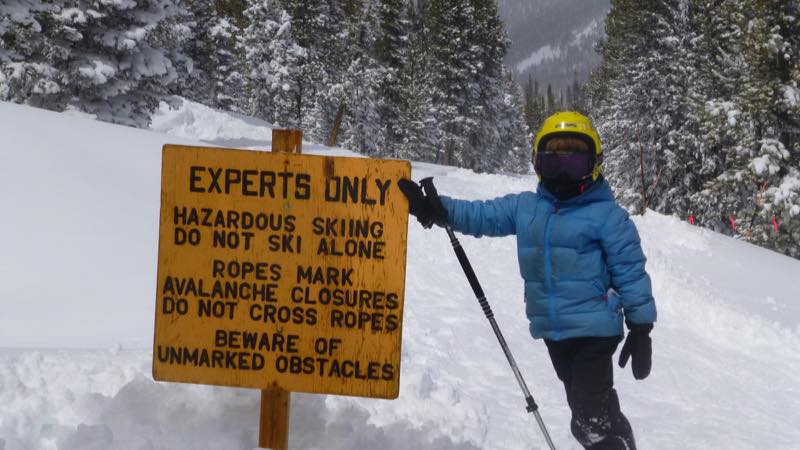 EXPERTS ONLY
HAZARDOUS SKIING
DO NOT SKI ALONE
ROPES MARK
AVALANCHE CLOSURES
DO NOT CROSS ROPES
BEWARE OF
UNMARKED OBSTACLES